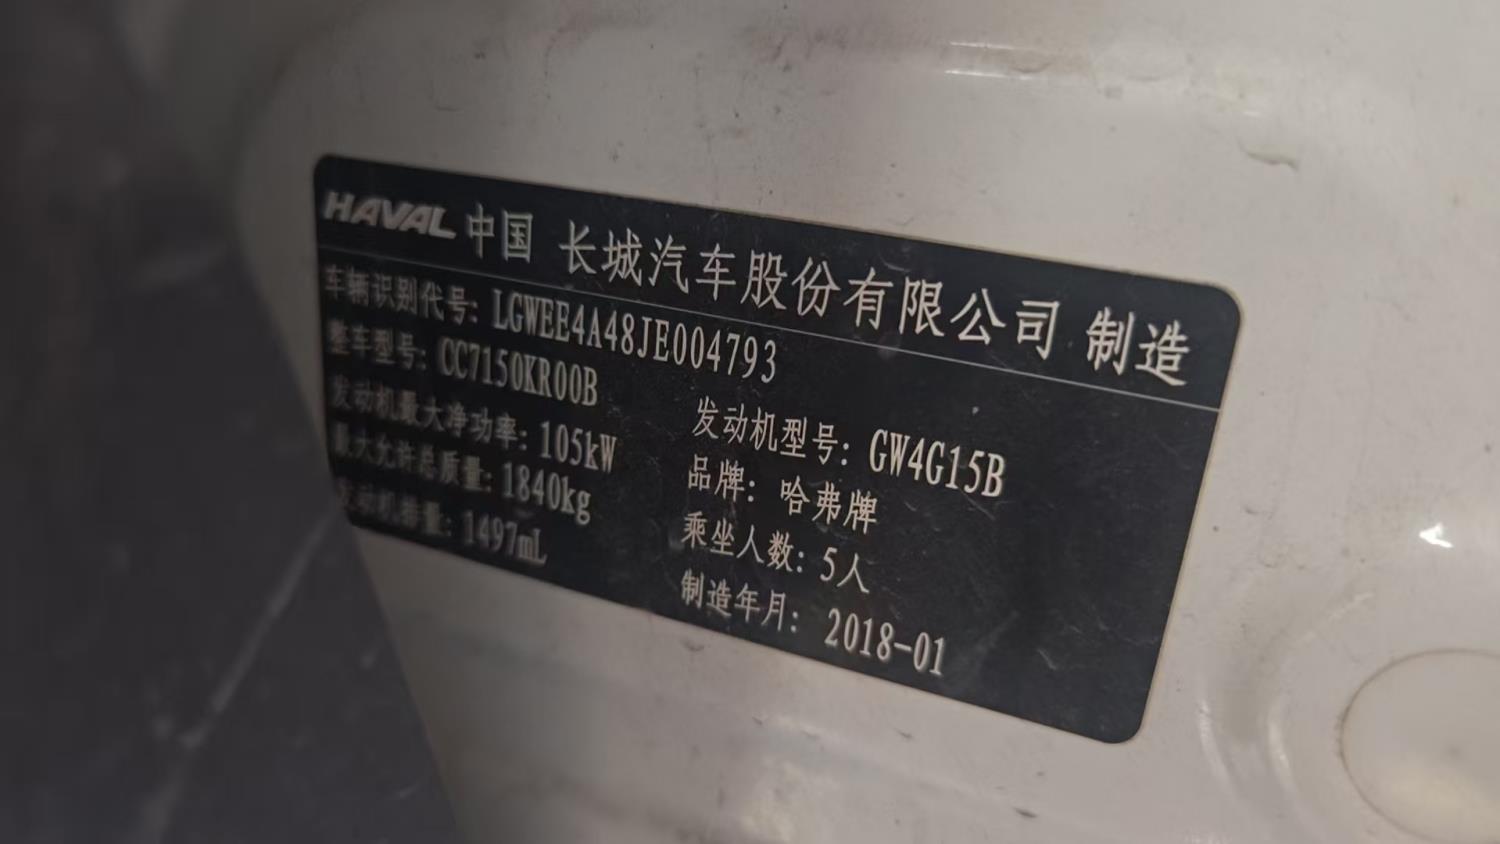 HAVAL 中国 长城汽车股份有限公司 制造
车辆识别代号: LGWEE4A48JE004793
整车型号: CC7150KR00B
发动机型号: GW4G15B
发动机最大净功率: 105kW
品牌: 哈弗牌
最大允许总质量: 1840kg
乘坐人数: 5人
发动机排量: 1497mL
制造年月: 2018-01